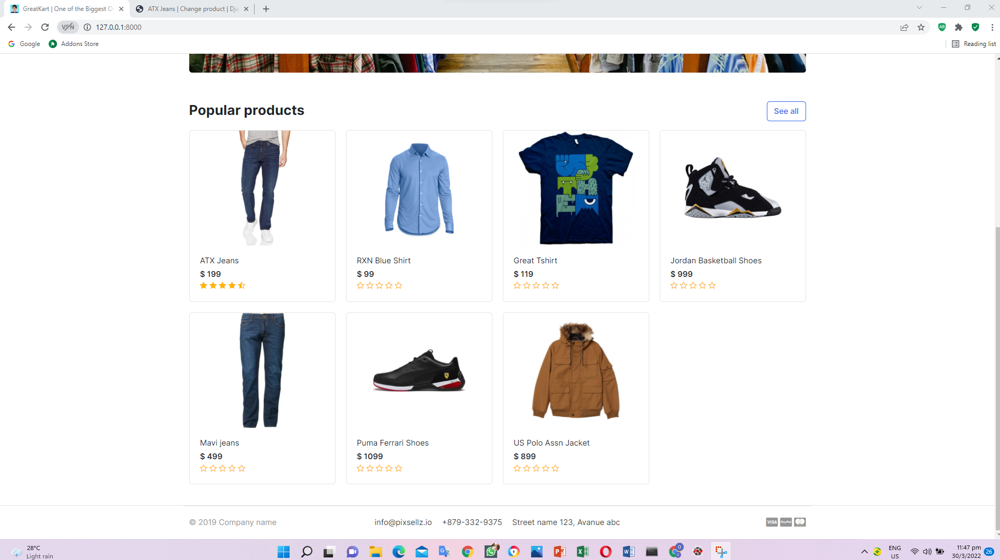 GreatKart | One of the Biggest O
ATX Jeans | Change product | Dja
VPN
127.0.0.1:8000
AB
Google
Addons Store
Reading list
Popular products
See all
ATX Jeans
$ 199
RXN Blue Shirt
$ 99
Great Tshirt
$ 119
Jordan Basketball Shoes
$ 999
Mavi jeans
$ 499
Puma Ferrari Shoes
$ 1099
US Polo Assn Jacket
$ 899
© 2019 Company name
info@pixsellz.io
+879-332-9375
Street name 123, Avanue abc
VISA
PayPal
28°C
Light rain
0
ENG
US
11:47 pm
30/3/2022
26